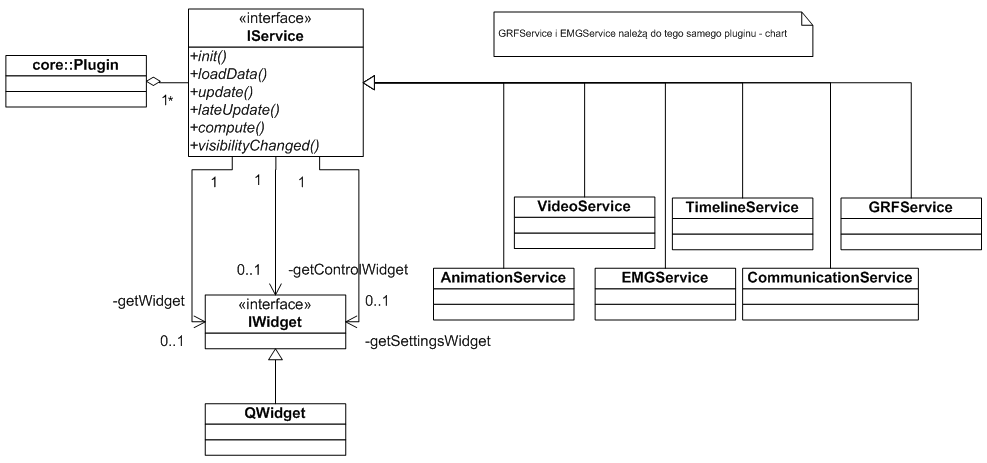 «interface»
IService
+init()
+loadData()
+update()
+lateUpdate()
+compute()
+visibilityChanged()
GRFService i EMGService należą do tego samego pluginu - chart
core::Plugin
1*
1
1
1
VideoService
TimelineService
GRFService
AnimationService
EMGService
CommunicationService
0..1
-getControlWidget
-getWidget
0..1
«interface»
IWidget
0..1
-getSettingsWidget
QWidget